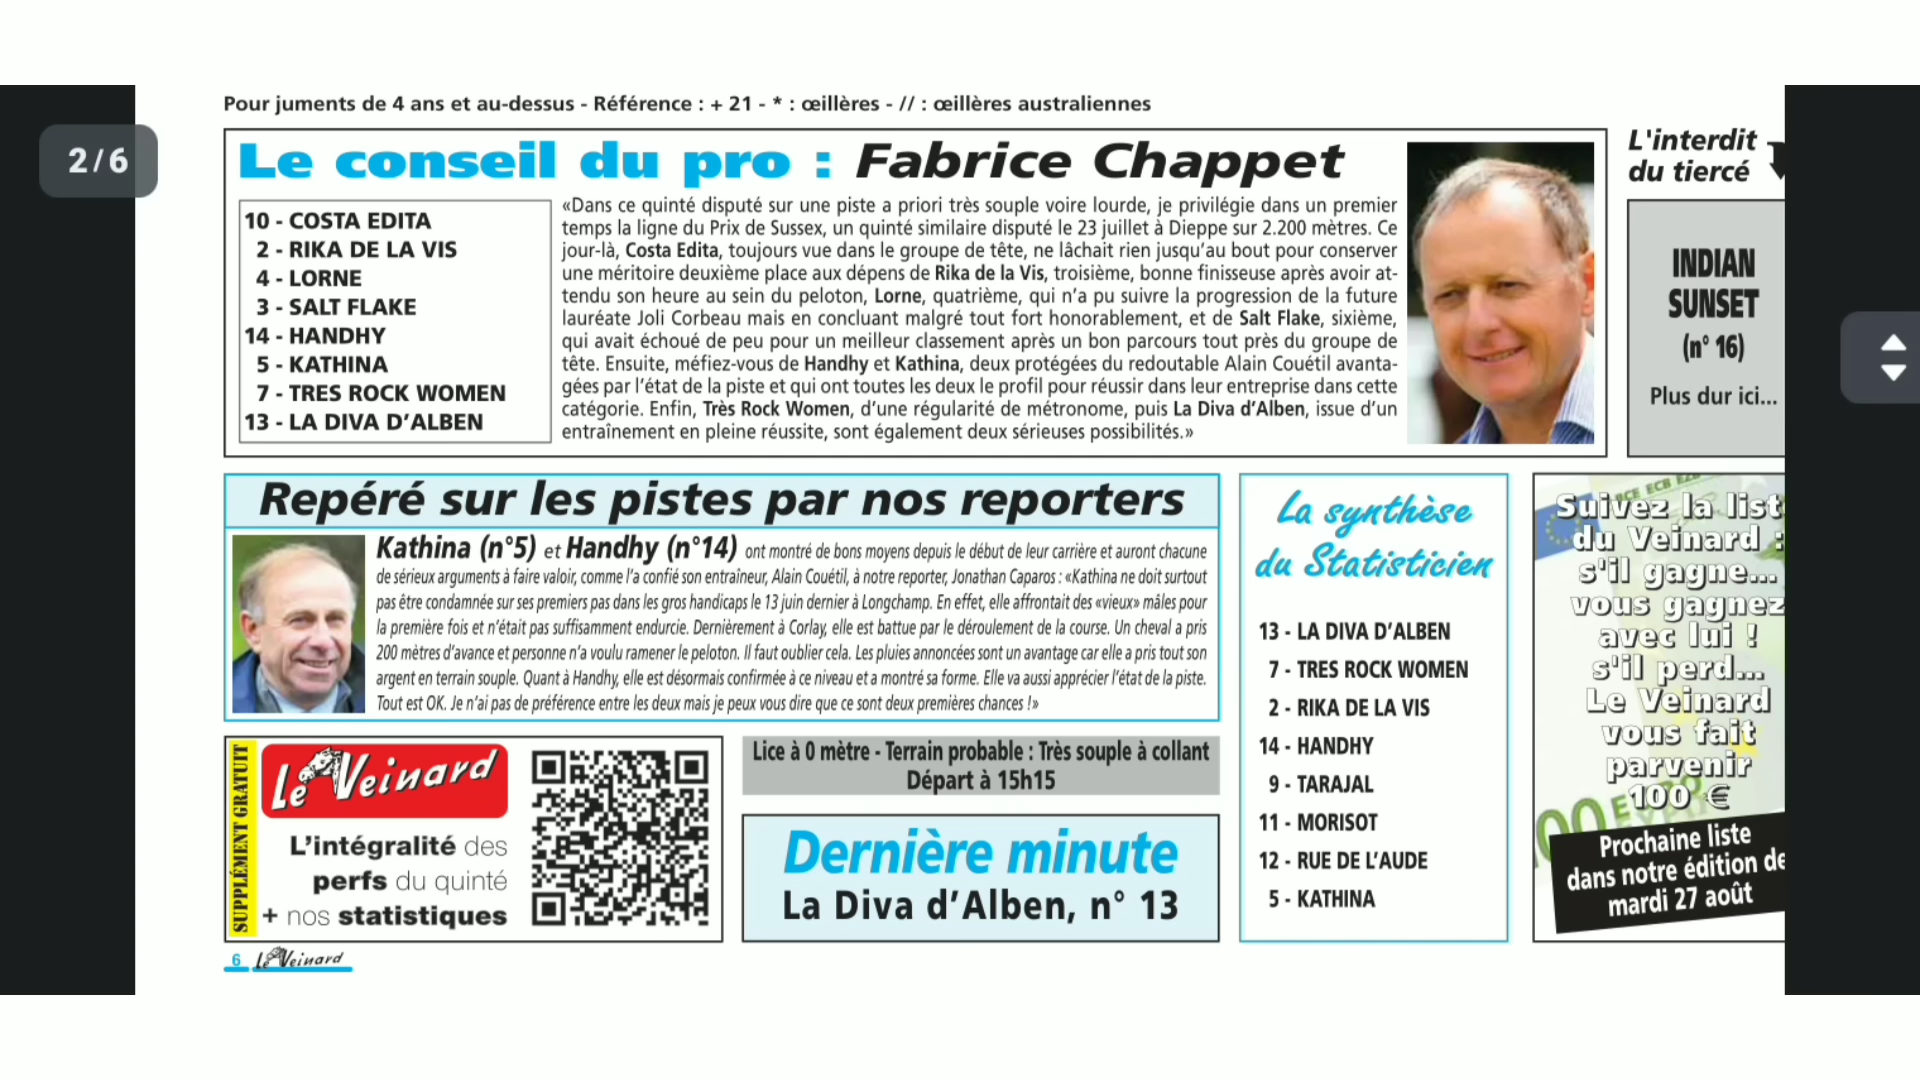 Pour juments de 4 ans et au-dessus - Référence : + 21 - * : œillères - // : œillères australiennes
2/6
Le conseil du pro : Fabrice Chappet
10 - COSTA EDITA
2 - RIKA DE LA VIS
4 - LORNE
3 - SALT FLAKE
14 - HANDHY
5 - KATHINA
7 - TRES ROCK WOMEN
13 - LA DIVA D'ALBEN
«Dans ce quinté disputé sur une piste a priori très souple voire lourde, je privilégie dans un premier
temps la ligne du Prix de Sussex, un quinté similaire disputé le 23 juillet à Dieppe sur 2.200 mètres. Ce
jour-là, Costa Edita, toujours vue dans le groupe de tête, ne lâchait rien jusqu'au bout pour conserver
une méritoire deuxième place aux dépens de Rika de la Vis, troisième, bonne finisseuse après avoir at-
tendu son heure au sein du peloton, Lorne, quatrième, qui n'a pu suivre la progression de la future
lauréate Joli Corbeau mais en concluant malgré tout fort honorablement, et de Salt Flake, sixième,
qui avait échoué de peu pour un meilleur classement après un bon parcours tout près du groupe de
tête. Ensuite, méfiez-vous de Handhy et Kathina, deux protégées du redoutable Alain Couétil avanta-
gées par l'état de la piste et qui ont toutes les deux le profil pour réussir dans leur entreprise dans cette
catégorie. Enfin, Très Rock Women, d'une régularité de métronome, puis La Diva d'Alben, issue d'un
entraînement en pleine réussite, sont également deux sérieuses possibilités.»
L'interdit
du tiercé
INDIAN
SUNSET
(n° 16)
Plus dur ici...
Repéré sur les pistes par nos reporters
Kathina (n°5) et Handhy (n°14) ont montré de bons moyens depuis le début de leur carrière et auront chacune
de sérieux arguments à faire valoir, comme l'a confié son entraîneur, Alain Couétil, à notre reporter, Jonathan Caparos : «Kathina ne doit surtout
pas être condamnée sur ses premiers pas dans les gros handicaps le 13 juin dernier à Longchamp. En effet, elle affrontait des «vieux» mâles pour
la première fois et n'était pas suffisamment endurcie. Dernièrement à Corlay, elle est battue par le déroulement de la course. Un cheval a pris
200 mètres d'avance et personne n'a voulu ramener le peloton. Il faut oublier cela. Les pluies annoncées sont un avantage car elle a pris tout son
argent en terrain souple. Quant à Handhy, elle est désormais confirmée à ce niveau et a montré sa forme. Elle va aussi apprécier l'état de la piste.
Tout est OK. Je n'ai pas de préférence entre les deux mais je peux vous dire que ce sont deux premières chances !»
La synthèse
du Statisticien
13 - LA DIVA D'ALBEN
7 - TRES ROCK WOMEN
2 - RIKA DE LA VIS
14 - HANDHY
9 - TARAJAL
11 - MORISOT
12 - RUE DE L'AUDE
5 - KATHINA
Suivez la list
du Veinard :
s'il gagne...
vous gagnez
avec lui !
s'il perd...
Le Veinard
vous fait
parvenir
100 €
Prochaine liste
dans notre édition de
mardi 27 août
SUPPLÉMENT GRATUIT
Le Veinard
L'intégralité des
perfs du quinté
+ nos statistiques
Lice à 0 mètre - Terrain probable : Très souple à collant
Départ à 15h15
Dernière minute
La Diva d'Alben, n° 13
6 Le Veinard